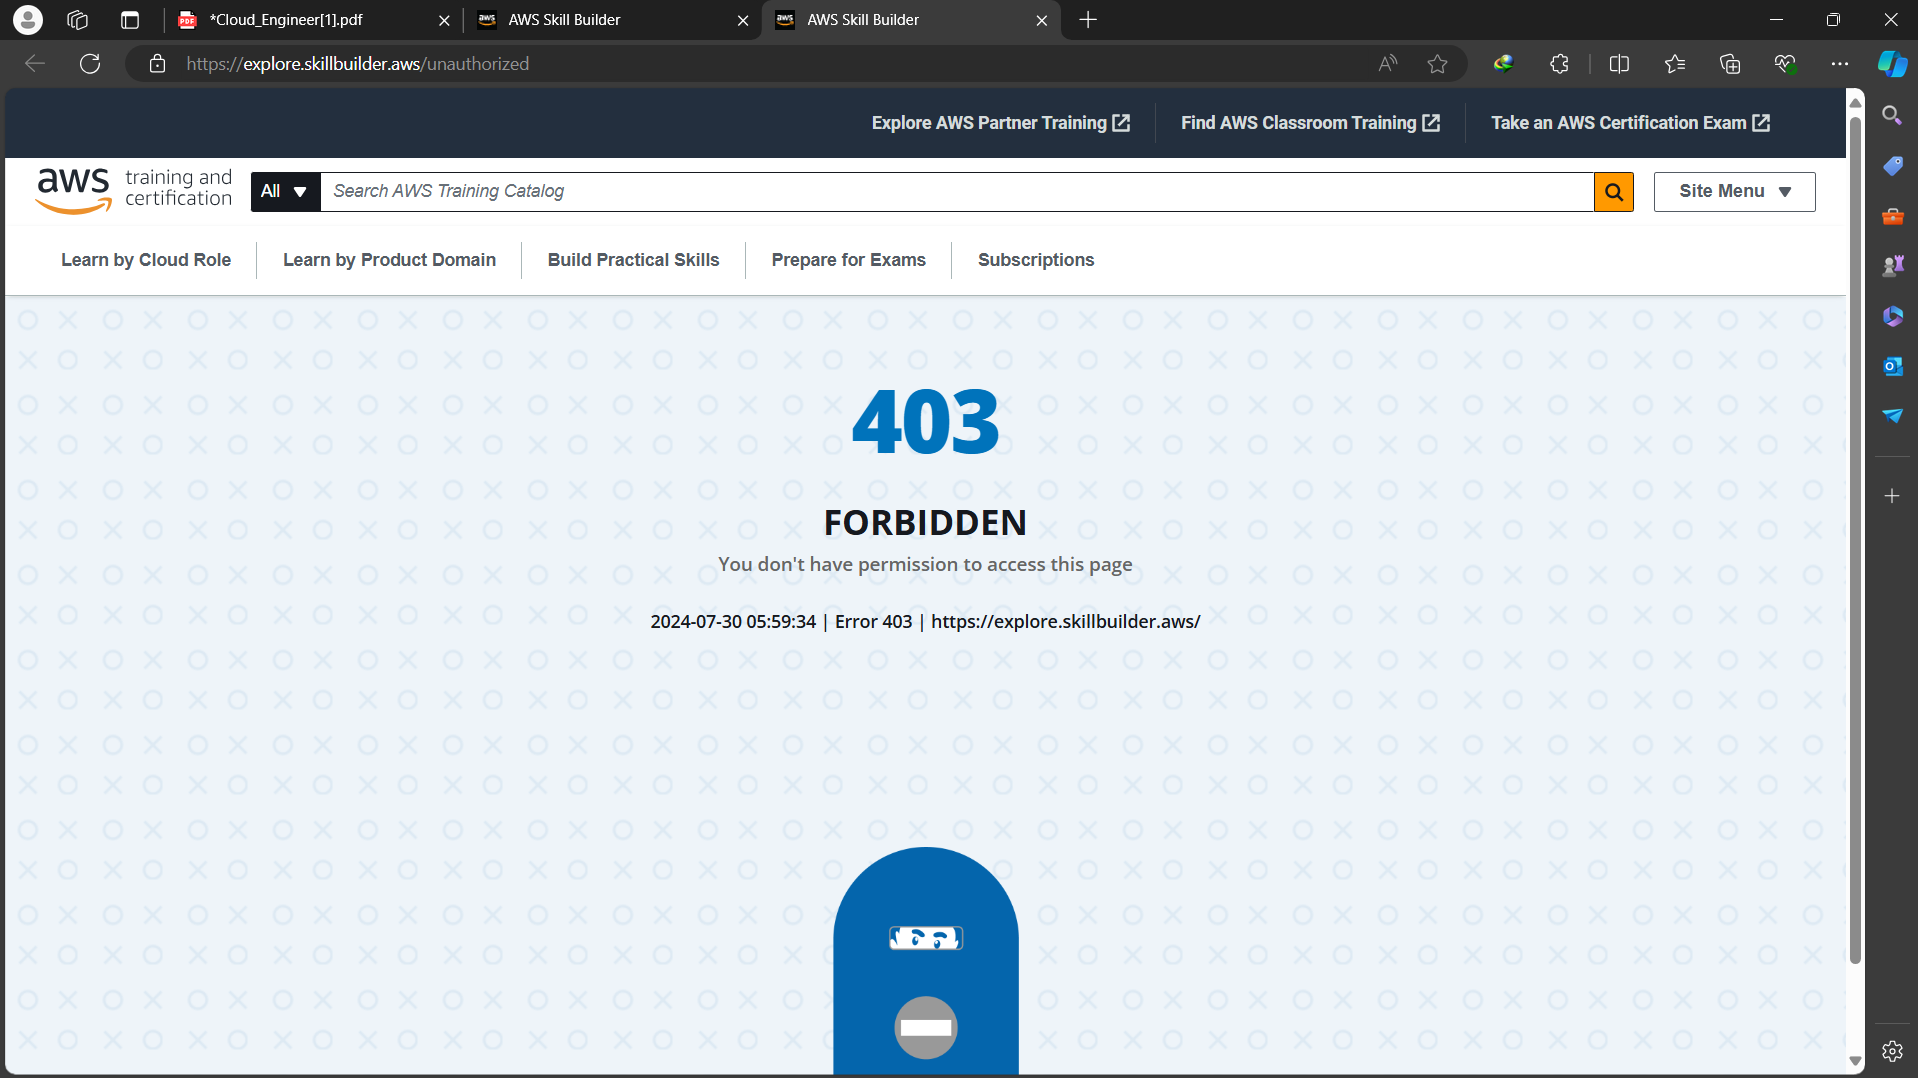 *Cloud_Engineer[1].pdf
AWS Skill Builder
AWS Skill Builder
https://explore.skillbuilder.aws/unauthorized
Explore AWS Partner Training
Find AWS Classroom Training
Take an AWS Certification Exam
aws training and
certification
All
Search AWS Training Catalog
Site Menu
Learn by Cloud Role
Learn by Product Domain
Build Practical Skills
Prepare for Exams
Subscriptions
403
FORBIDDEN
You don't have permission to access this page
2024-07-30 05:59:34 | Error 403 | https://explore.skillbuilder.aws/